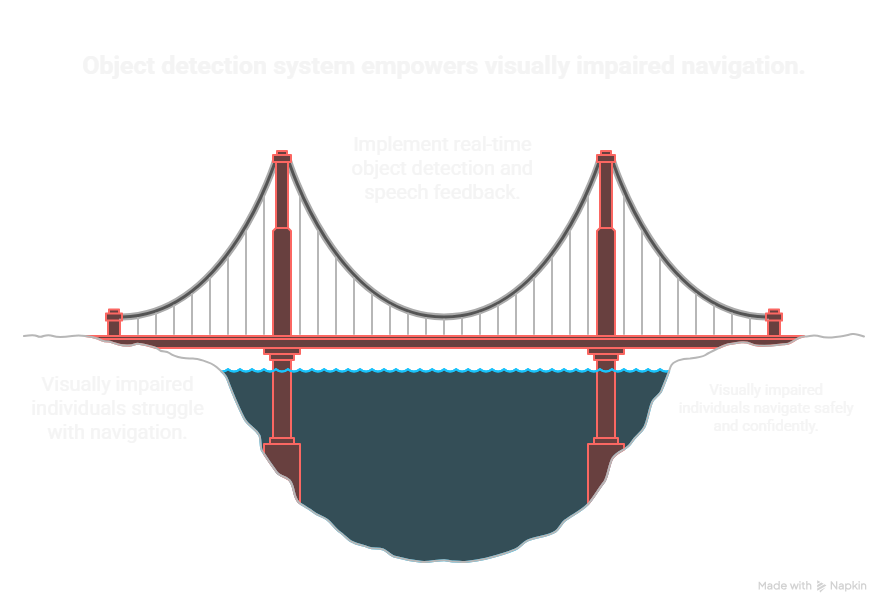 Object detection system empowers visually impaired navigation.
Implement real-time
object detection and
speech feedback.
Visually impaired
individuals struggle
with navigation.
Visually impaired
individuals navigate safely
and confidently.
Made with Napkin